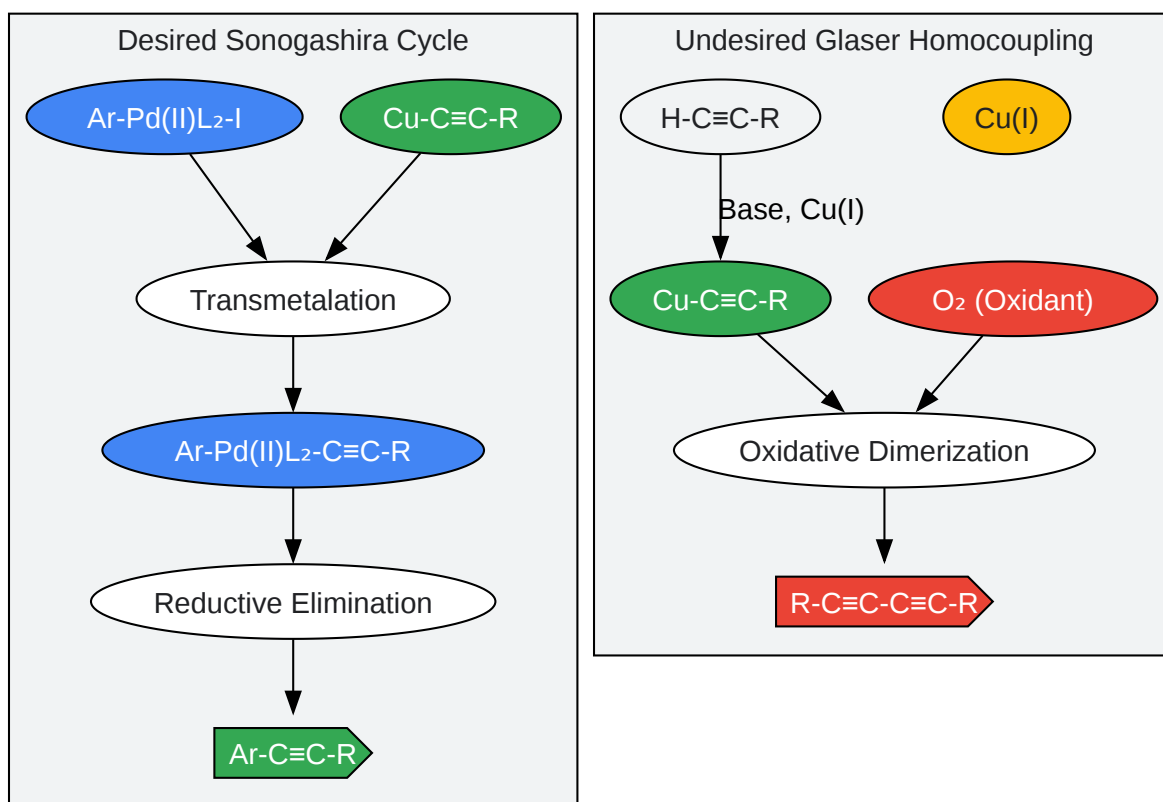 Desired Sonogashira Cycle
Ar-Pd(II)L₂-I
Cu-C≡C-R
Transmetalation
Ar-Pd(II)L₂-C≡C-R
Reductive Elimination
Ar-C≡C-R
Undesired Glaser Homocoupling
H-C≡C-R
Cu(I)
Base, Cu(I)
Cu-C≡C-R
O₂ (Oxidant)
Oxidative Dimerization
R-C≡C-C≡C-R